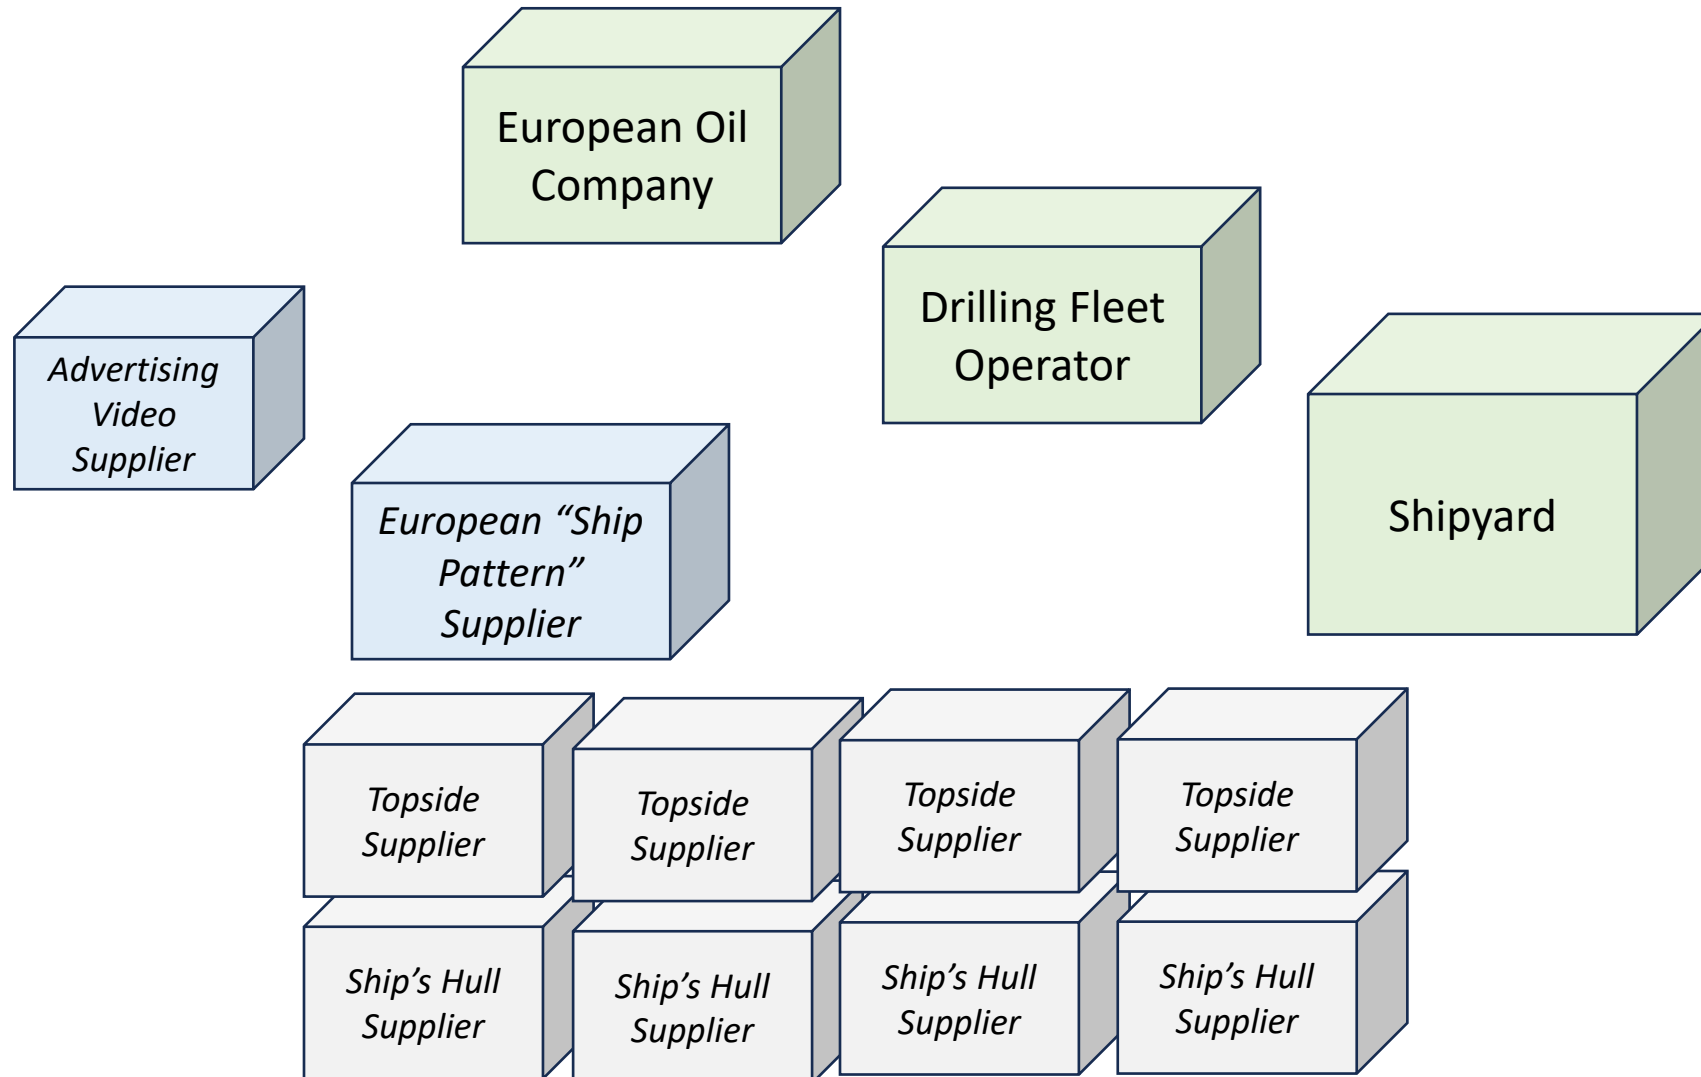 European Oil
Company
Drilling Fleet
Operator
Advertising
Video
Supplier
Shipyard
European “Ship
Pattern”
Supplier
Topside
Supplier
Topside
Supplier
Topside
Supplier
Topside
Supplier
Ship’s Hull
Supplier
Ship’s Hull
Supplier
Ship’s Hull
Supplier
Ship’s Hull
Supplier